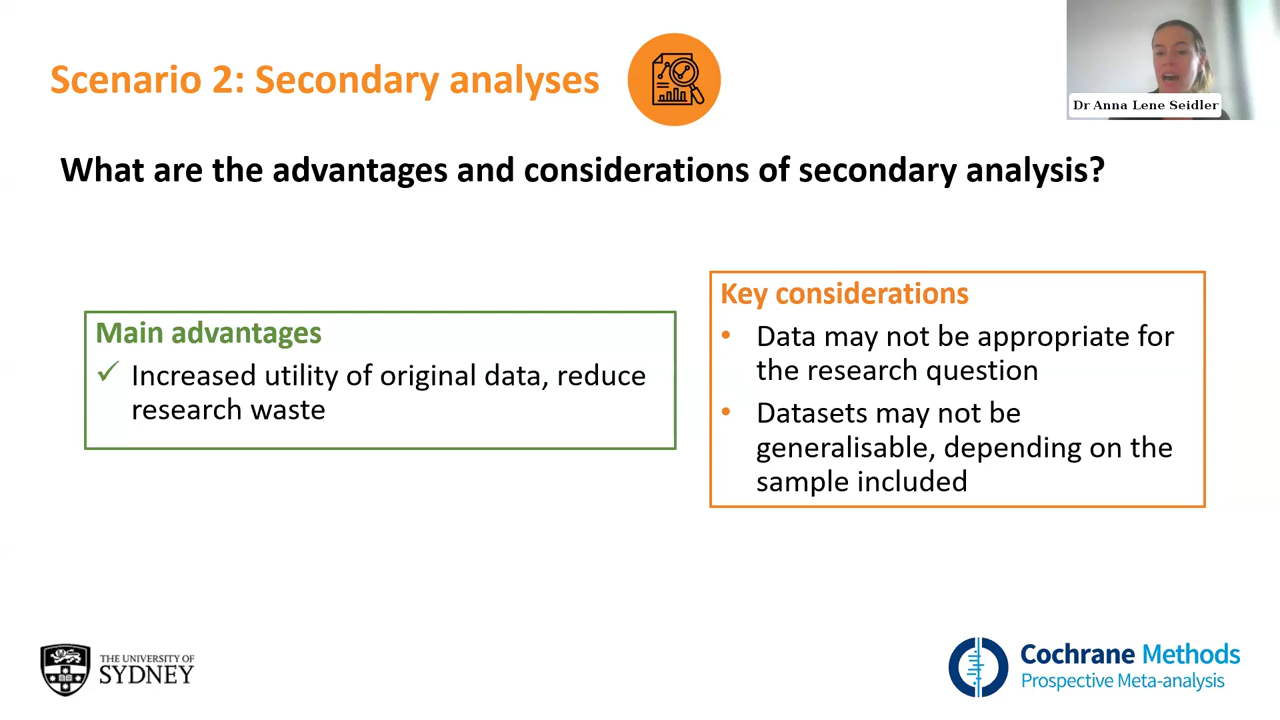 Scenario 2: Secondary analyses
Dr Anna Lene Seidler
What are the advantages and considerations of secondary analysis?
Main advantages
✓ Increased utility of original data, reduce
research waste
Key considerations
• Data may not be appropriate for
the research question
• Datasets may not be
generalisable, depending on the
sample included
THE UNIVERSITY OF
SYDNEY
Cochrane Methods
Prospective Meta-analysis